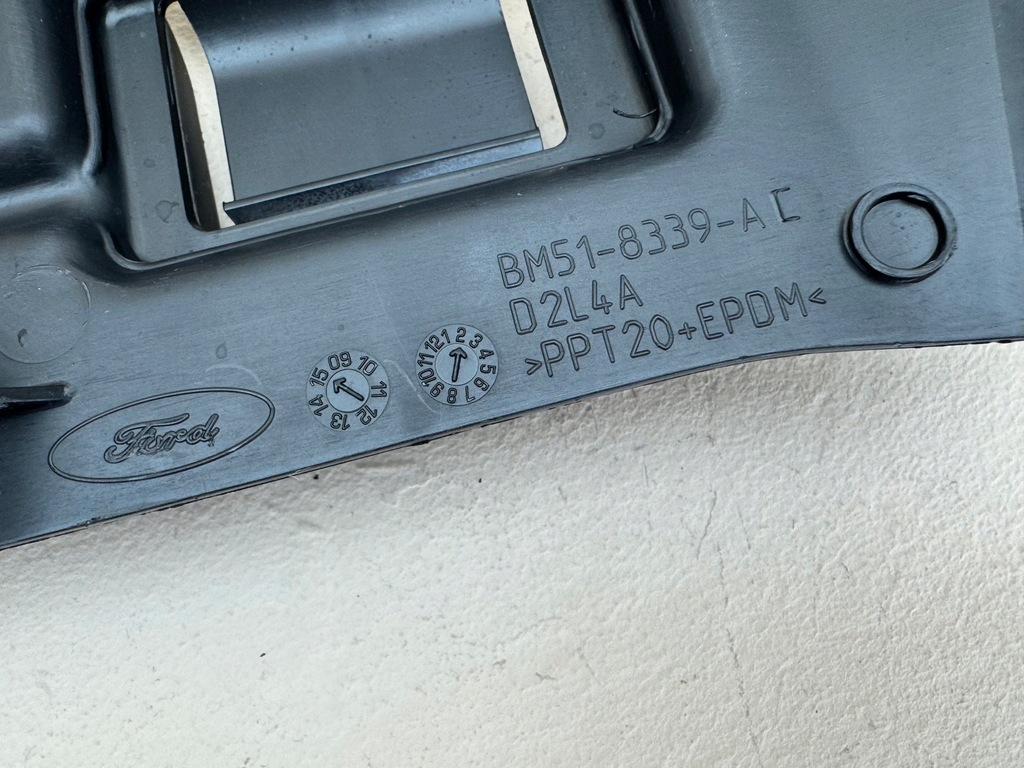 BM51-8339-AC
D2L4A
>PPT20+EPDM<
12 1 2 3 4 5 6 7 8 9 10 11
09 10 11 12 13 14 15
Ford